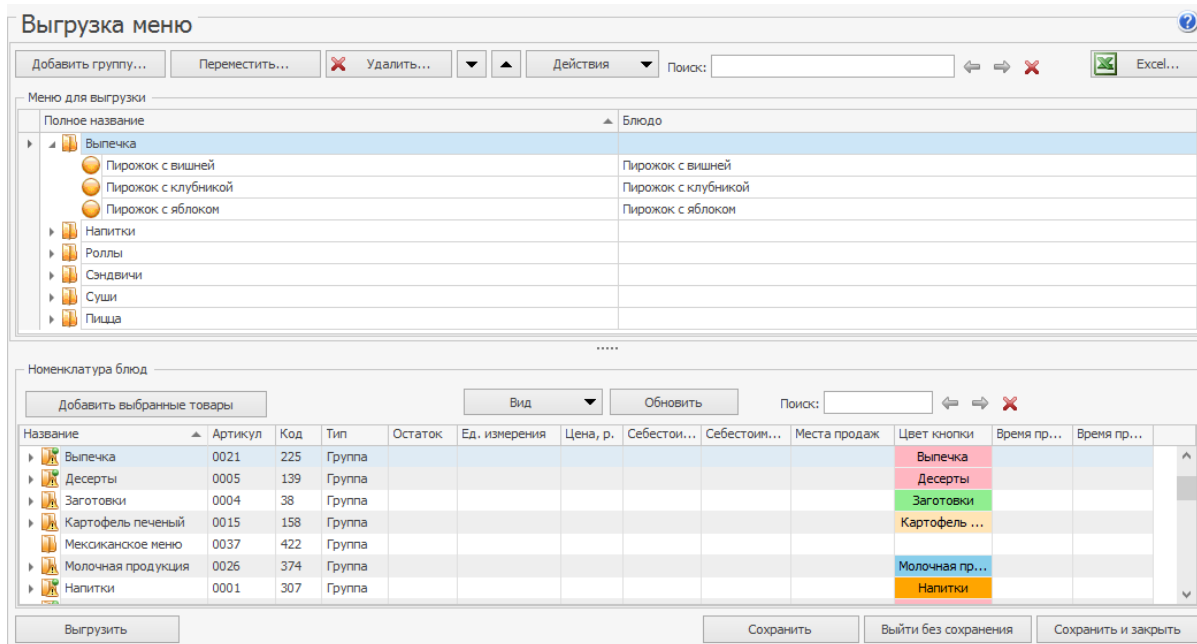 Выгрузка меню
Добавить группу... Переместить... Удалить... Действия Поиск: Excel...
Меню для выгрузки
Полное название Блюдо
Выпечка
Пирожок с вишней Пирожок с вишней
Пирожок с клубникой Пирожок с клубникой
Пирожок с яблоком Пирожок с яблоком
Напитки
Роллы
Сэндвичи
Суши
Пицца
Номенклатура блюд
Добавить выбранные товары Вид Обновить Поиск:
Название Артикул Код Тип Остаток Ед. измерения Цена, р. Себестои... Себестоим... Места продаж Цвет кнопки Время пр... Время пр...
Выпечка 0021 225 Группа Выпечка
Десерты 0005 139 Группа Десерты
Заготовки 0004 38 Группа Заготовки
Картофель печеный 0015 158 Группа Картофель ...
Мексиканское меню 0037 422 Группа
Молочная продукция 0026 374 Группа Молочная пр...
Напитки 0001 307 Группа Напитки
Выгрузить Сохранить Выйти без сохранения Сохранить и закрыть